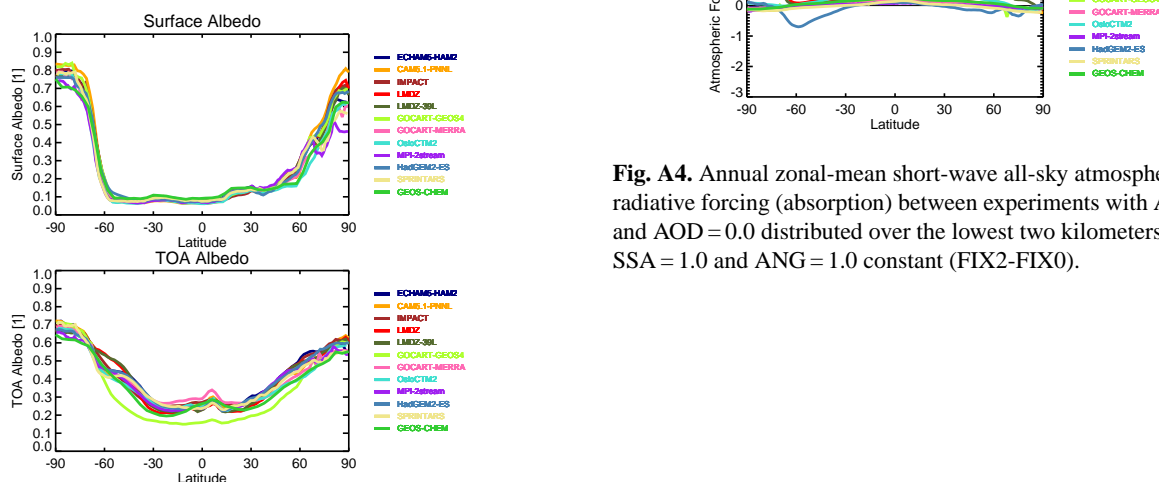 Surface Albedo
1.0
0.9
0.8
0.7
0.6
0.5
0.4
0.3
0.2
0.1
0.0
Surface Albedo [1]
-90 -60 -30 0 30 60 90
Latitude
ECHAM5-HAM2
CAM5.1-PNNL
IMPACT
LMDZ
LMDZ-39L
GOCART-GEOS4
GOCART-MERRA
OsloCTM2
MPI-2stream
HadGEM2-ES
SPRINTARS
GEOS-CHEM
TOA Albedo
1.0
0.9
0.8
0.7
0.6
0.5
0.4
0.3
0.2
0.1
0.0
TOA Albedo [1]
-90 -60 -30 0 30 60 90
Latitude
ECHAM5-HAM2
CAM5.1-PNNL
IMPACT
LMDZ
LMDZ-39L
GOCART-GEOS4
GOCART-MERRA
OsloCTM2
MPI-2stream
HadGEM2-ES
SPRINTARS
GEOS-CHEM
0
-1
-2
-3
Atmospheric Fo
-90 -60 -30 0 30 60 90
Latitude
GOCART-MERRA
OsloCTM2
MPI-2stream
HadGEM2-ES
SPRINTARS
GEOS-CHEM
Fig. A4. Annual zonal-mean short-wave all-sky atmosphe
radiative forcing (absorption) between experiments with A
and AOD = 0.0 distributed over the lowest two kilometers
SSA = 1.0 and ANG = 1.0 constant (FIX2-FIX0).